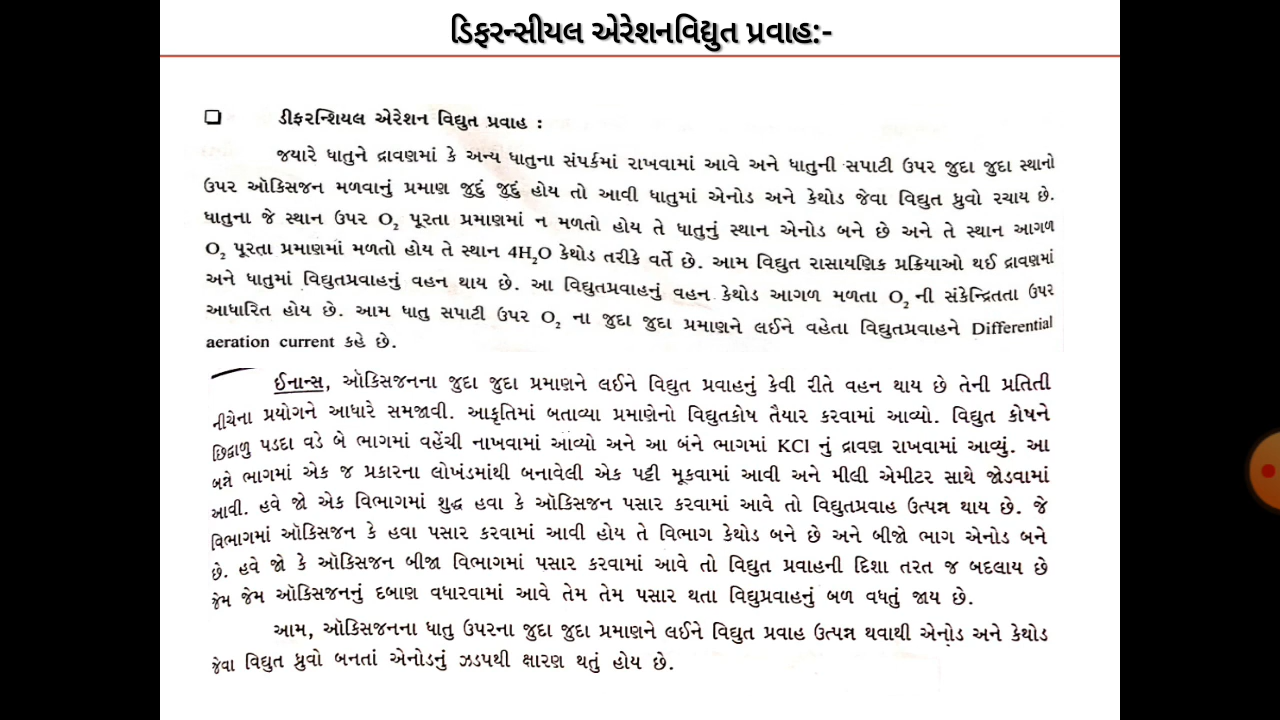 ડિફરન્સીયલ એરેશનવિદ્યુત પ્રવાહ:-
ડીફરન્શિયલ એરેશન વિદ્યુત પ્રવાહ :
જ્યારે ધાતુને દ્રાવણમાં કે અન્ય ધાતુના સંપર્કમાં રાખવામાં આવે અને ધાતુની સપાટી ઉપર જુદા જુદા સ્થાનો
ઉપર ઑકિસજન મળવાનું પ્રમાણ જુદું જુદું હોય તો આવી ધાતુમાં એનોડ અને કેથોડ જેવા વિદ્યુત ધ્રુવો રચાય છે.
ધાતુના જે સ્થાન ઉપર O₂ પૂરતા પ્રમાણમાં ન મળતો હોય તે ધાતુનું સ્થાન એનોડ બને છે અને તે સ્થાન આગળ
O₂ પૂરતા પ્રમાણમાં મળતો હોય તે સ્થાન 4H₂O કેથોડ તરીકે વર્તે છે. આમ વિદ્યુત રાસાયણિક પ્રક્રિયાઓ થઈ દ્રાવણમાં
અને ધાતુમાં વિદ્યુતપ્રવાહનું વહન થાય છે. આ વિદ્યુતપ્રવાહનું વહન કેથોડ આગળ મળતા O₂ ની સંકેન્દ્રિતતા ઉપર
આધારિત હોય છે. આમ ધાતુ સપાટી ઉપર O₂ ના જુદા જુદા પ્રમાણને લઈને વહેતા વિદ્યુતપ્રવાહને Differential
aeration current કહે છે.
ઈનાન્સ, ઑકિસજનના જુદા જુદા પ્રમાણને લઈને વિદ્યુત પ્રવાહનું કેવી રીતે વહન થાય છે તેની પ્રતિતી
નીચેના પ્રયોગને આધારે સમજાવી. આકૃતિમાં બતાવ્યા પ્રમાણેનો વિદ્યુતકોષ તૈયાર કરવામાં આવ્યો. વિદ્યુત કોષને
છિદ્રાળુ પડદા વડે બે ભાગમાં વહેંચી નાખવામાં આવ્યો અને આ બંને ભાગમાં KCl નું દ્રાવણ રાખવામાં આવ્યું. આ
બન્ને ભાગમાં એક જ પ્રકારના લોખંડમાંથી બનાવેલી એક પટ્ટી મૂકવામાં આવી અને મીલી એમીટર સાથે જોડવામાં
આવી. હવે જો એક વિભાગમાં શુદ્ધ હવા કે ઑકિસજન પસાર કરવામાં આવે તો વિદ્યુતપ્રવાહ ઉત્પન્ન થાય છે. જે
વિભાગમાં ઑકિસજન કે હવા પસાર કરવામાં આવી હોય તે વિભાગ કેથોડ બને છે અને બીજો ભાગ એનોડ બને
છે. હવે જો કે ઑકિસજન બીજા વિભાગમાં પસાર કરવામાં આવે તો વિદ્યુત પ્રવાહની દિશા તરત જ બદલાય છે
જેમ જેમ ઑકિસજનનું દબાણ વધારવામાં આવે તેમ તેમ પસાર થતા વિદ્યુપ્રવાહનું બળ વધતું જાય છે.
આમ, ઑકિસજનના ધાતુ ઉપરના જુદા જુદા પ્રમાણને લઈને વિદ્યુત પ્રવાહ ઉત્પન્ન થવાથી એનોડ અને કેથોડ
જેવા વિદ્યુત ધ્રુવો બનતાં એનોડનું ઝડપથી ક્ષારણ થતું હોય છે.